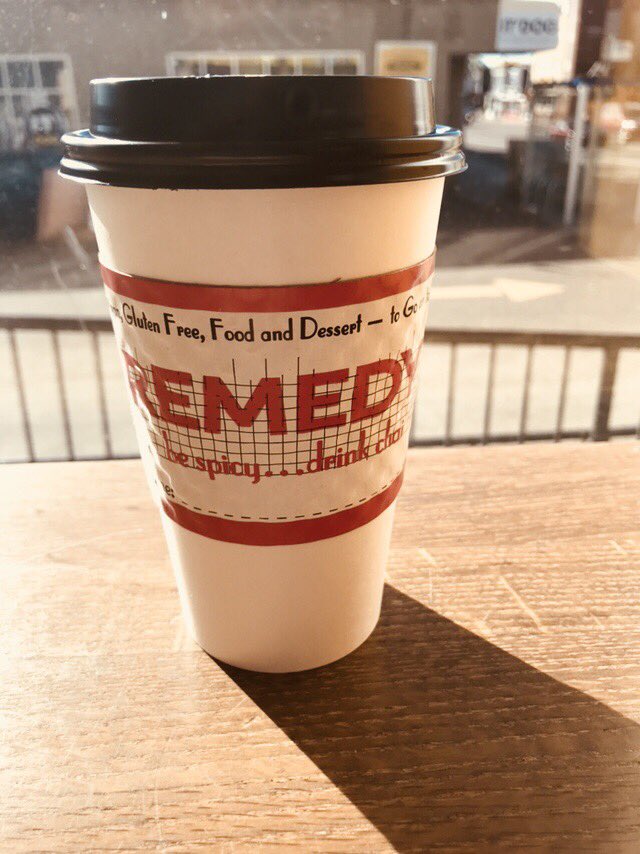 Gluten Free, Food and Dessert — to Go
REMEDY
be spicy...drink chai